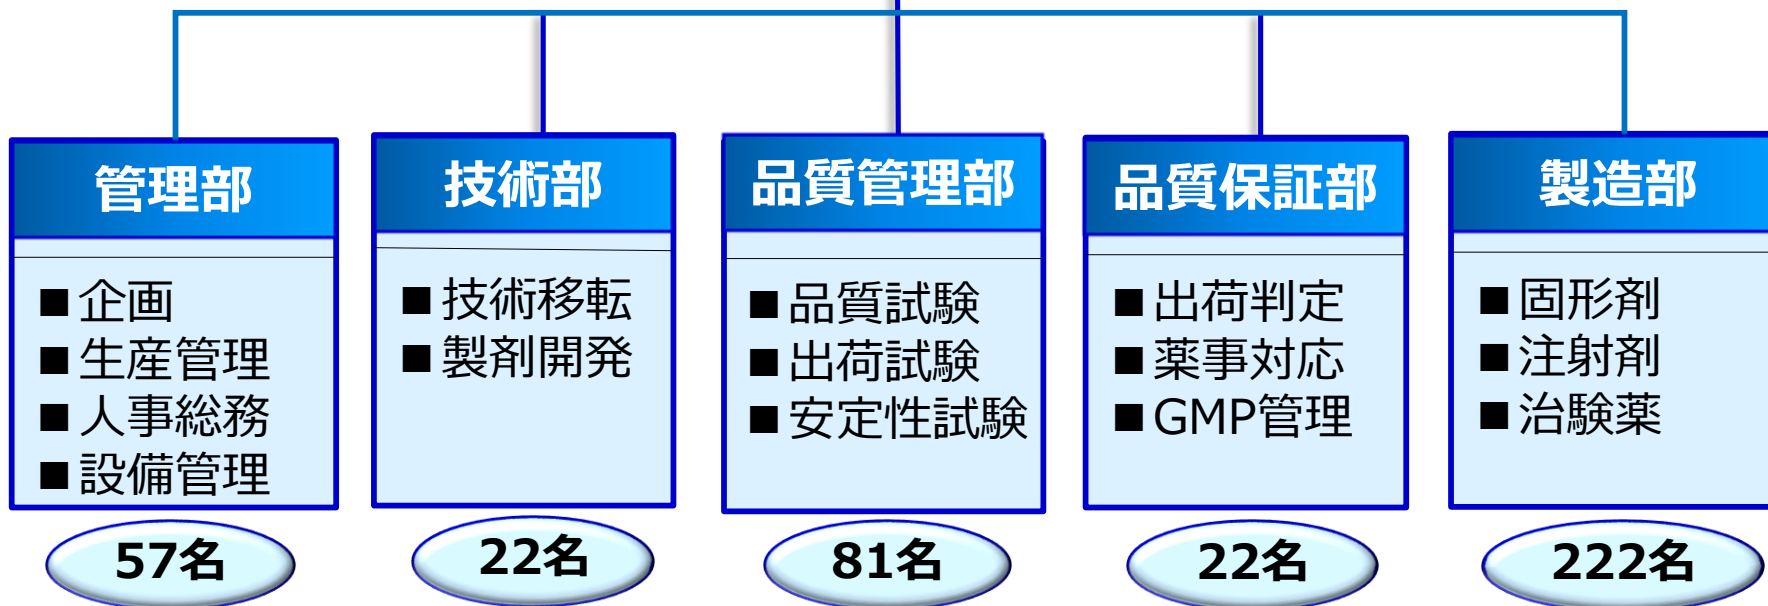 管理部
■企画
■生産管理
■人事総務
■設備管理
57名
技術部
■技術移転
■製剤開発
22名
品質管理部
■品質試験
■出荷試験
■安定性試験
81名
品質保証部
■出荷判定
■薬事対応
■GMP管理
22名
製造部
■固形剤
■注射剤
■治験薬
222名